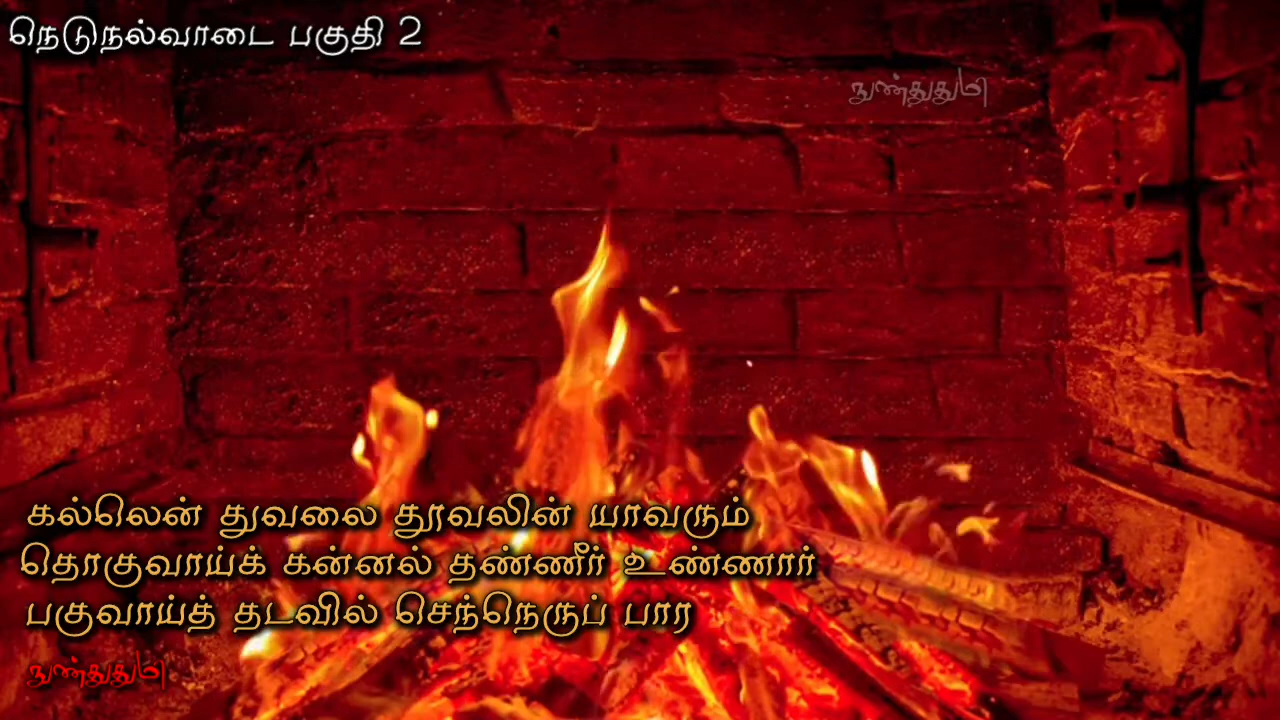 நெடுநல்வாடை பகுதி 2
நுண்துதும
கல்லென் துவலை தூவலின் யாவரும்
தொகுவாய்க் கன்னல் தண்ணீர் உண்ணார்
பகுவாய்த் தடவில் செந்நெருப் பார
நுண்துதும